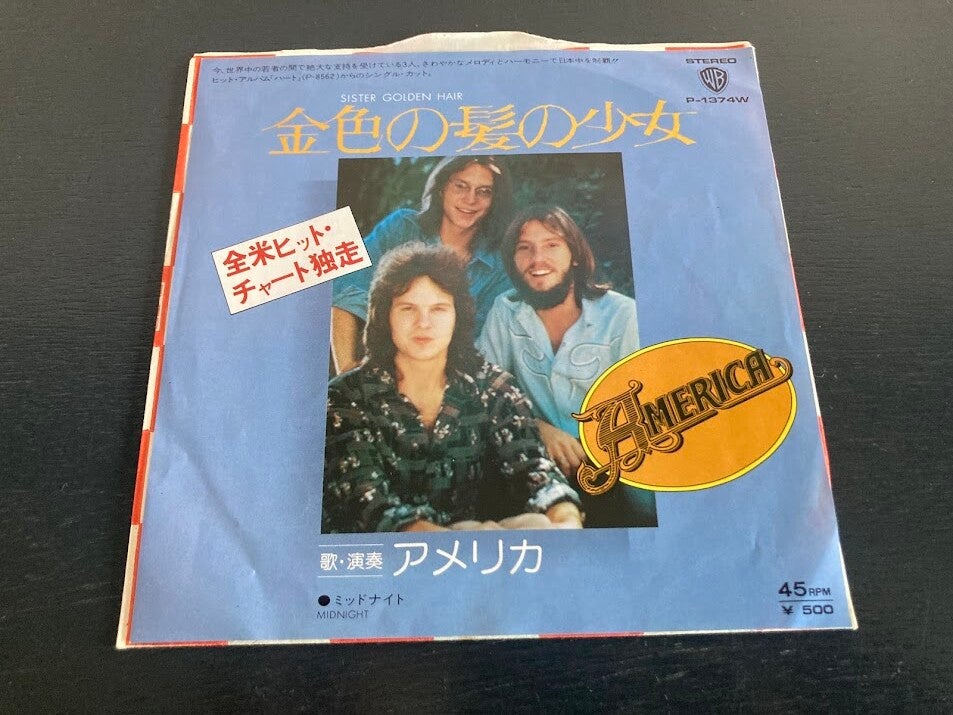 今、世界中の若者の間で絶大な支持を受けている3人、さわやかなメロディとハーモニーで日本中を制覇!!
ヒット・アルバム「ハート」(P-8562)からのシングル・カット。
STEREO
WB
P-1374W
SISTER GOLDEN HAIR
金色の髪の少女
全米ヒット・
チャート独走
AMERICA
歌・演奏 アメリカ
●ミッドナイト
MIDNIGHT
45RPM
¥ 500